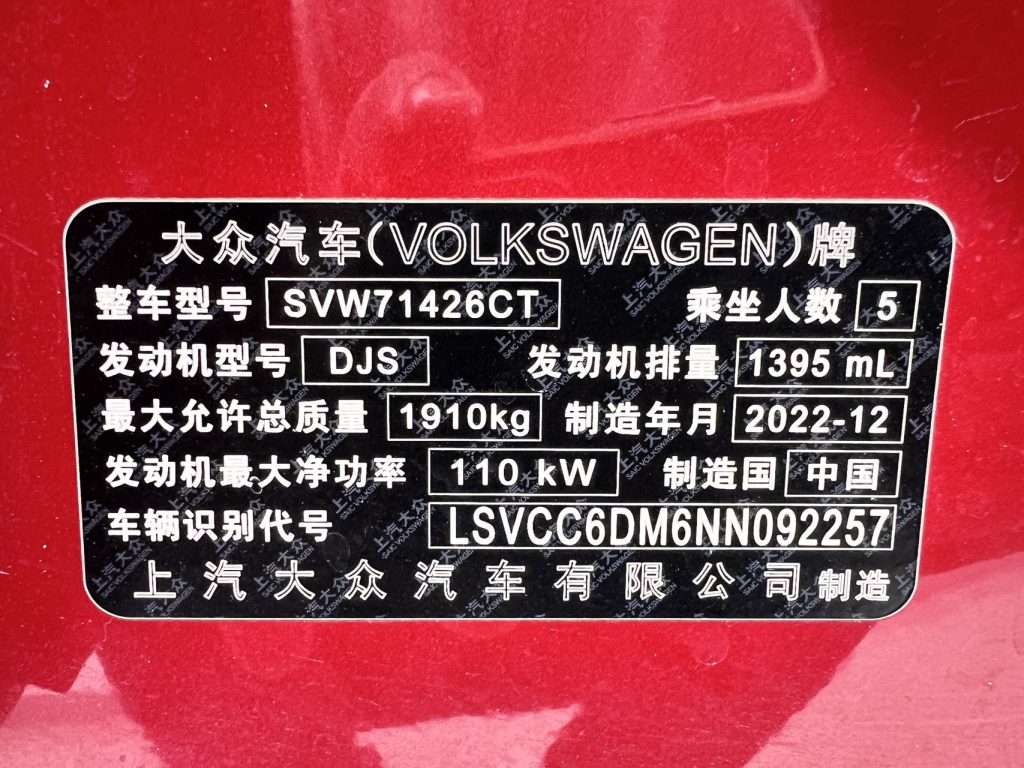 大众汽车(VOLKSWAGEN)牌
整车型号 SVW71426CT 乘坐人数 5
发动机型号 DJS 发动机排量 1395 mL
最大允许总质量 1910kg 制造年月 2022-12
发动机最大净功率 110 kW 制造国 中国
车辆识别代号 LSVCC6DM6NN092257
上汽大众汽车有限公司 制造